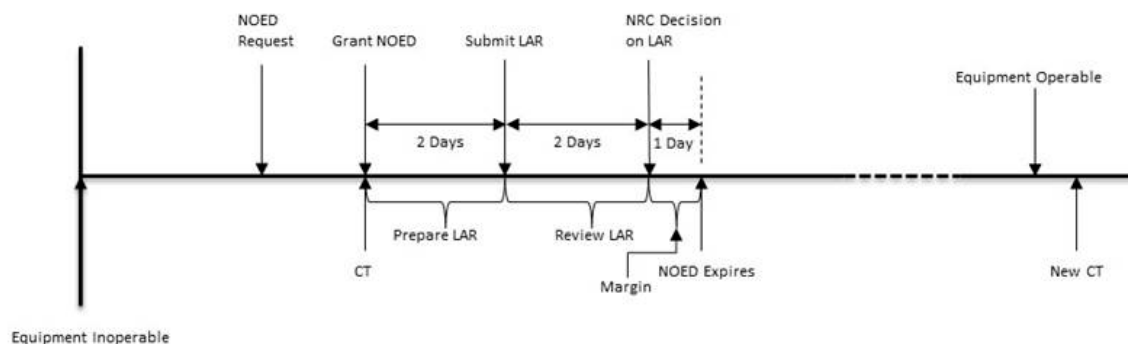 NOED
Request
Grant NOED
Submit LAR
NRC Decision
on LAR
Equipment Operable
2 Days
2 Days
1 Day
Prepare LAR
Review LAR
CT
Margin
NOED Expires
New CT
Equipment Inoperable